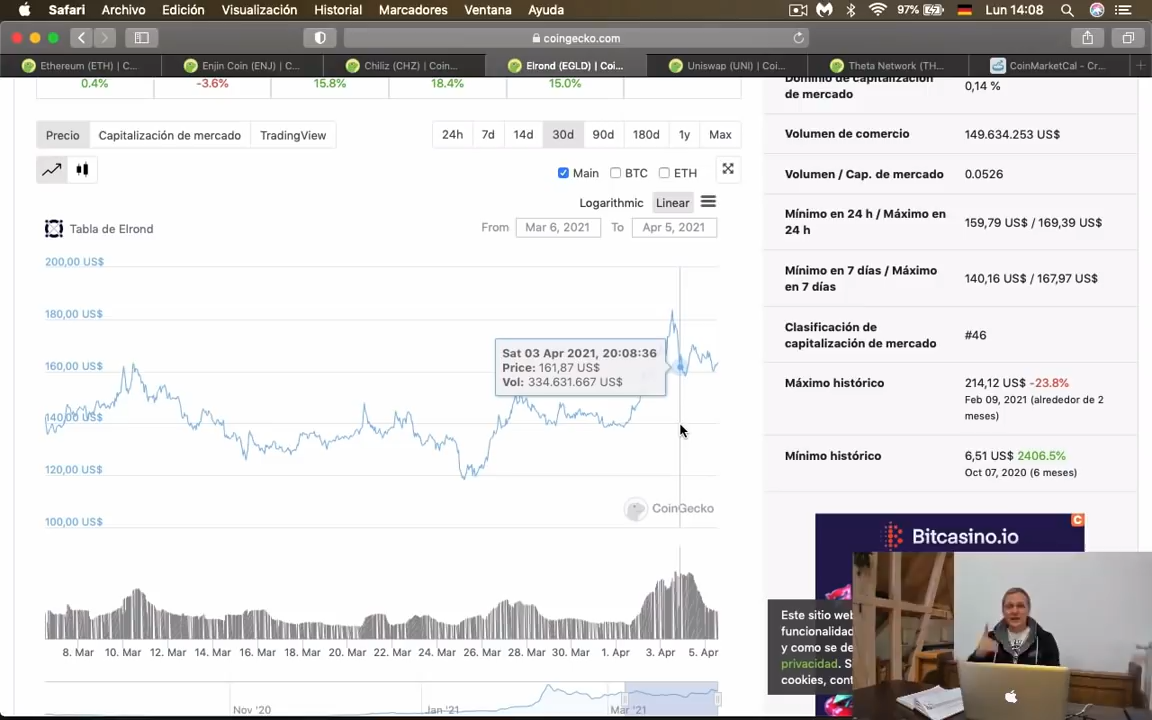 Safari Archivo Edición Visualización Historial Marcadores Ventana Ayuda 97% Lun 14:08
coingecko.com
Ethereum (ETH) | C... Enjin Coin (ENJ) | C... Chiliz (CHZ) | Coin... Elrond (EGLD) | Coi... Uniswap (UNI) | Coi... Theta Network (TH... CoinMarketCal - Cr...
0.4% -3.6% 15.8% 18.4% 15.0%
Dominio de capitalización
de mercado
0,14 %
Precio Capitalización de mercado TradingView 24h 7d 14d 30d 90d 180d 1y Max
Volumen de comercio 149.634.253 US$
Main BTC ETH
Volumen / Cap. de mercado 0.0526
Logarithmic Linear
Mínimo en 24 h / Máximo en
24 h
159,79 US$ / 169,39 US$
Tabla de Elrond From Mar 6, 2021 To Apr 5, 2021
Mínimo en 7 días / Máximo
en 7 días
140,16 US$ / 167,97 US$
200,00 US$
180,00 US$
160,00 US$
140,00 US$
120,00 US$
100,00 US$
Sat 03 Apr 2021, 20:08:36
Price: 161,87 US$
Vol: 334.631.667 US$
CoinGecko
8. Mar 10. Mar 12. Mar 14. Mar 16. Mar 18. Mar 20. Mar 22. Mar 24. Mar 26. Mar 28. Mar 30. Mar 1. Apr 3. Apr 5. Apr
Nov '20 Jan '21 Mar '21
Clasificación de
capitalización de mercado
#46
Máximo histórico 214,12 US$ -23.8%
Feb 09, 2021 (alrededor de 2
meses)
Mínimo histórico 6,51 US$ 2406.5%
Oct 07, 2020 (6 meses)
C
Bitcasino.io
Este sitio web
funcionalidad
y como se de
privacidad. S
cookies, cont